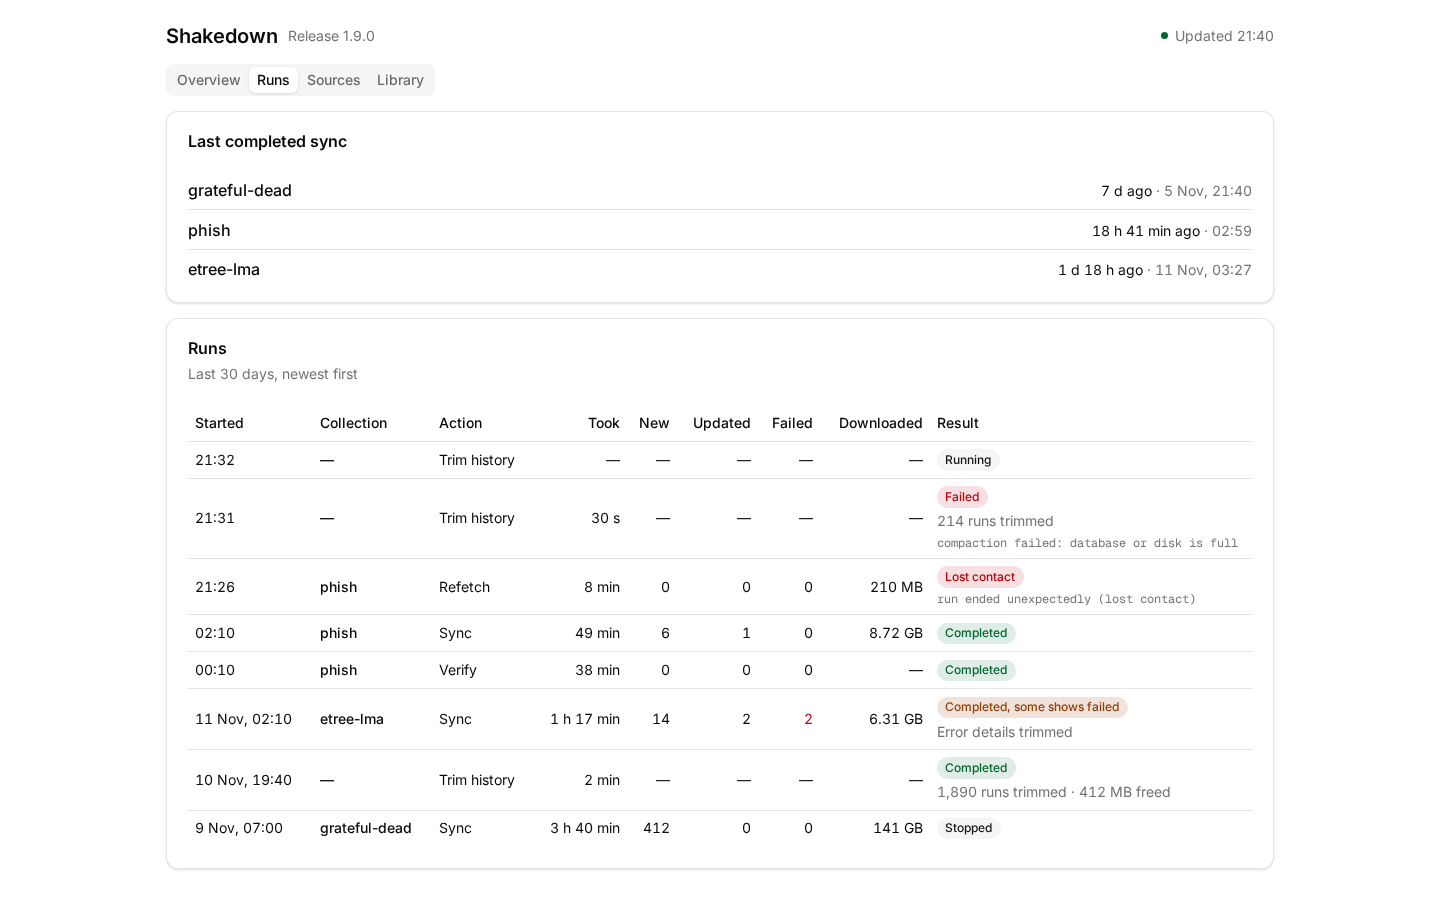 Shakedown Release 1.9.0 Updated 21:40
Overview Runs Sources Library
Last completed sync
grateful-dead 7 d ago · 5 Nov, 21:40
phish 18 h 41 min ago · 02:59
etree-lma 1 d 18 h ago · 11 Nov, 03:27
Runs
Last 30 days, newest first
Started Collection Action Took New Updated Failed Downloaded Result
21:32 — Trim history — — — — — Running
21:31 — Trim history 30 s — — — — Failed
214 runs trimmed
compaction failed: database or disk is full
21:26 phish Refetch 8 min 0 0 0 210 MB Lost contact
run ended unexpectedly (lost contact)
02:10 phish Sync 49 min 6 1 0 8.72 GB Completed
00:10 phish Verify 38 min 0 0 0 — Completed
11 Nov, 02:10 etree-lma Sync 1 h 17 min 14 2 2 6.31 GB Completed, some shows failed
Error details trimmed
10 Nov, 19:40 — Trim history 2 min — — — — Completed
1,890 runs trimmed · 412 MB freed
9 Nov, 07:00 grateful-dead Sync 3 h 40 min 412 0 0 141 GB Stopped